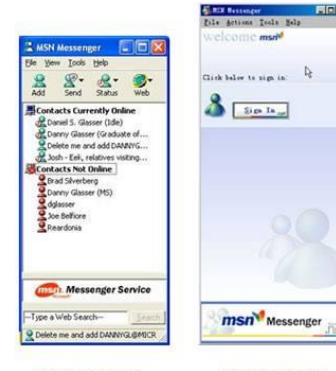 MSN Messenger
File View Tools Help
Add Send Status Web
Contacts Currently Online
Daniel S. Glasser (Idle)
Danny Glasser (Graduate of...
Delete me and add DANNYG...
Josh - Eek, relatives visiting...
Contacts Not Online
Brad Silverberg
Danny Glasser (MS)
dglasser
Joe Belfiore
Reardonia
msn Messenger Service
--Type a Web Search-- Search
Delete me and add DANNYGL@MICR
MSN Messenger
File Actions Tools Help
welcome msn
Click below to sign in:
Sign In
msn Messenger